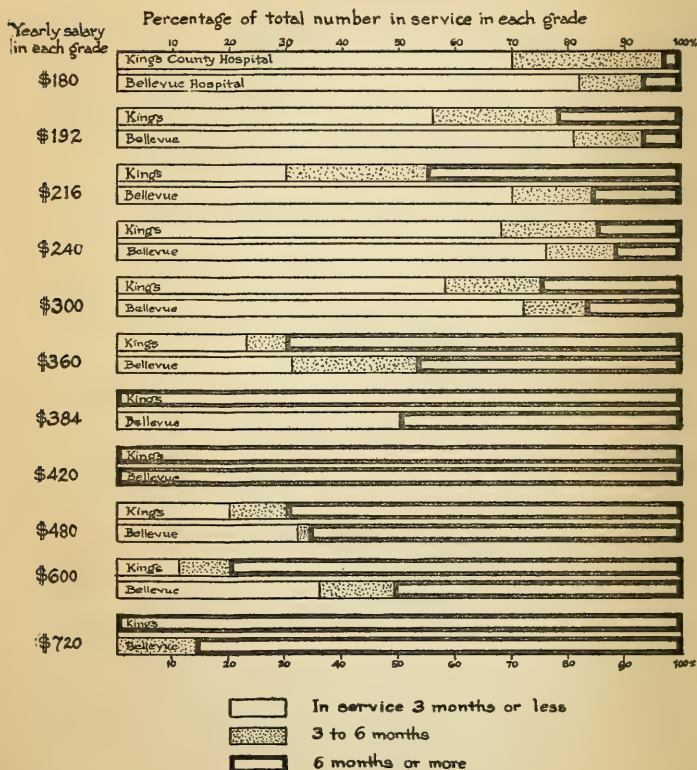 Percentage of total number in service in each grade
Yearly salary
in each grade
10 20 30 40 50 60 70 80 90 100%
$180
Kings County Hospital
Bellevue Hospital
$192
Kings
Bellevue
$216
Kings
Bellevue
$240
Kings
Bellevue
$300
Kings
Bellevue
$360
Kings
Bellevue
$384
Kings
Bellevue
$420
Kings
Bellevue
$480
Kings
Bellevue
$600
Kings
Bellevue
$720
Kings
Bellevue
10 20 30 40 50 60 70 80 90 100%
In service 3 months or less
3 to 6 months
6 months or more